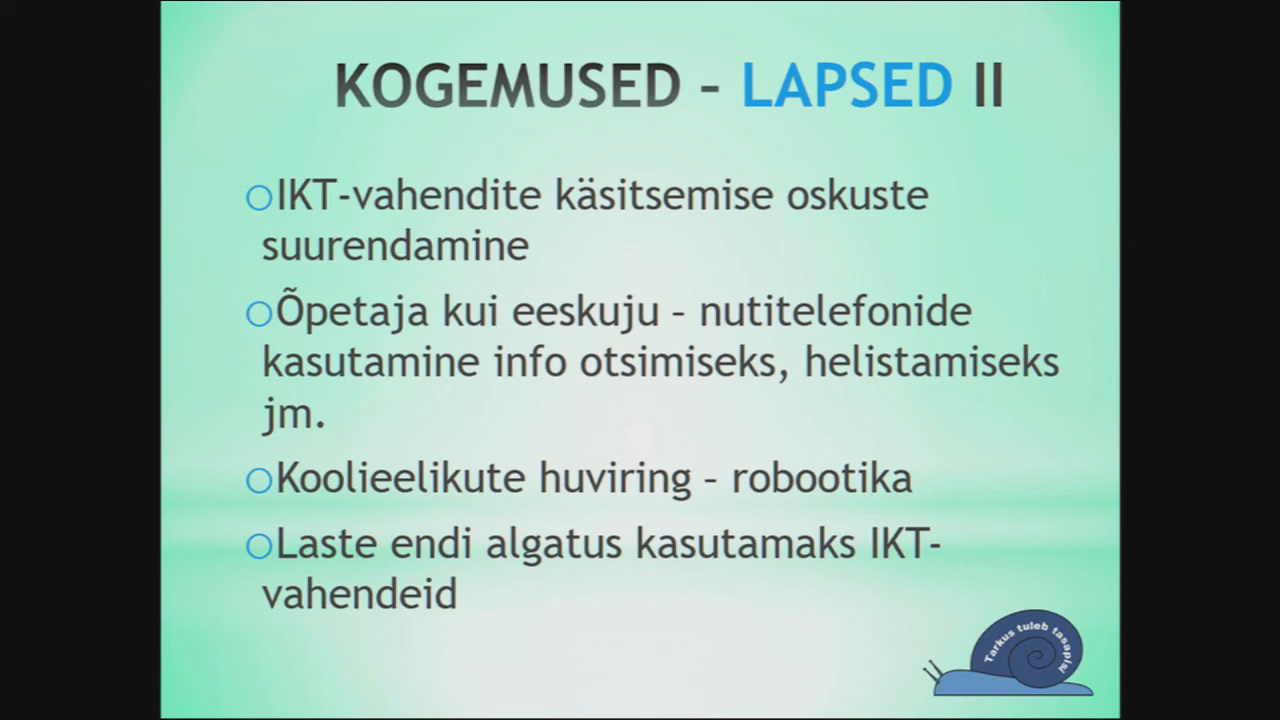 KOGEMUSED – LAPSED II
IKT-vahendite käsitsemise oskuste
suurendamine
Õpetaja kui eeskuju – nutitelefonide
kasutamine info otsimiseks, helistamiseks
jm.
Koolieelikute huviring – robootika
Laste endi algatus kasutamaks IKT-
vahendeid
Tarkus tuleb tasapisi